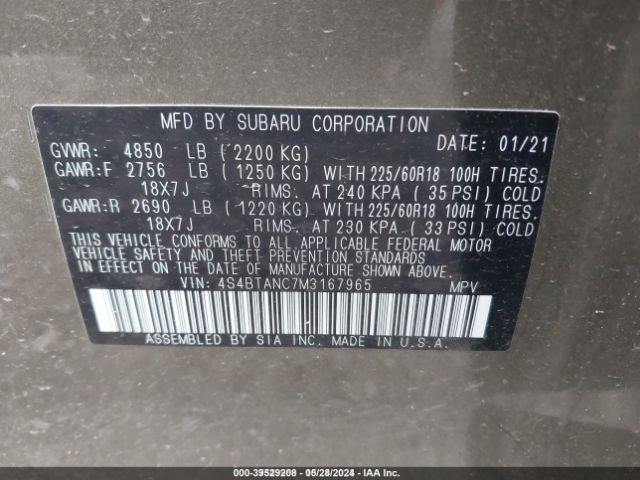 MFD BY SUBARU CORPORATION
DATE: 01/21
GVWR: 4850 LB (2200 KG)
GAWR:F 2756 LB (1250 KG) WITH 225/60R18 100H TIRES.
18X7J RIMS. AT 240 KPA (35 PSI) COLD
GAWR:R 2690 LB (1220 KG) WITH 225/60R18 100H TIRES.
18X7J RIMS. AT 230 KPA (33 PSI) COLD
THIS VEHICLE CONFORMS TO ALL APPLICABLE FEDERAL MOTOR
VEHICLE SAFETY AND THEFT PREVENTION STANDARDS
IN EFFECT ON THE DATE OF MANUFACTURE SHOWN ABOVE.
VIN: 4S4BTANC7M3167965 MPV
ASSEMBLED BY SIA INC. MADE IN U.S.A.
000-39529208 - 05/28/2024 - IAAI.com